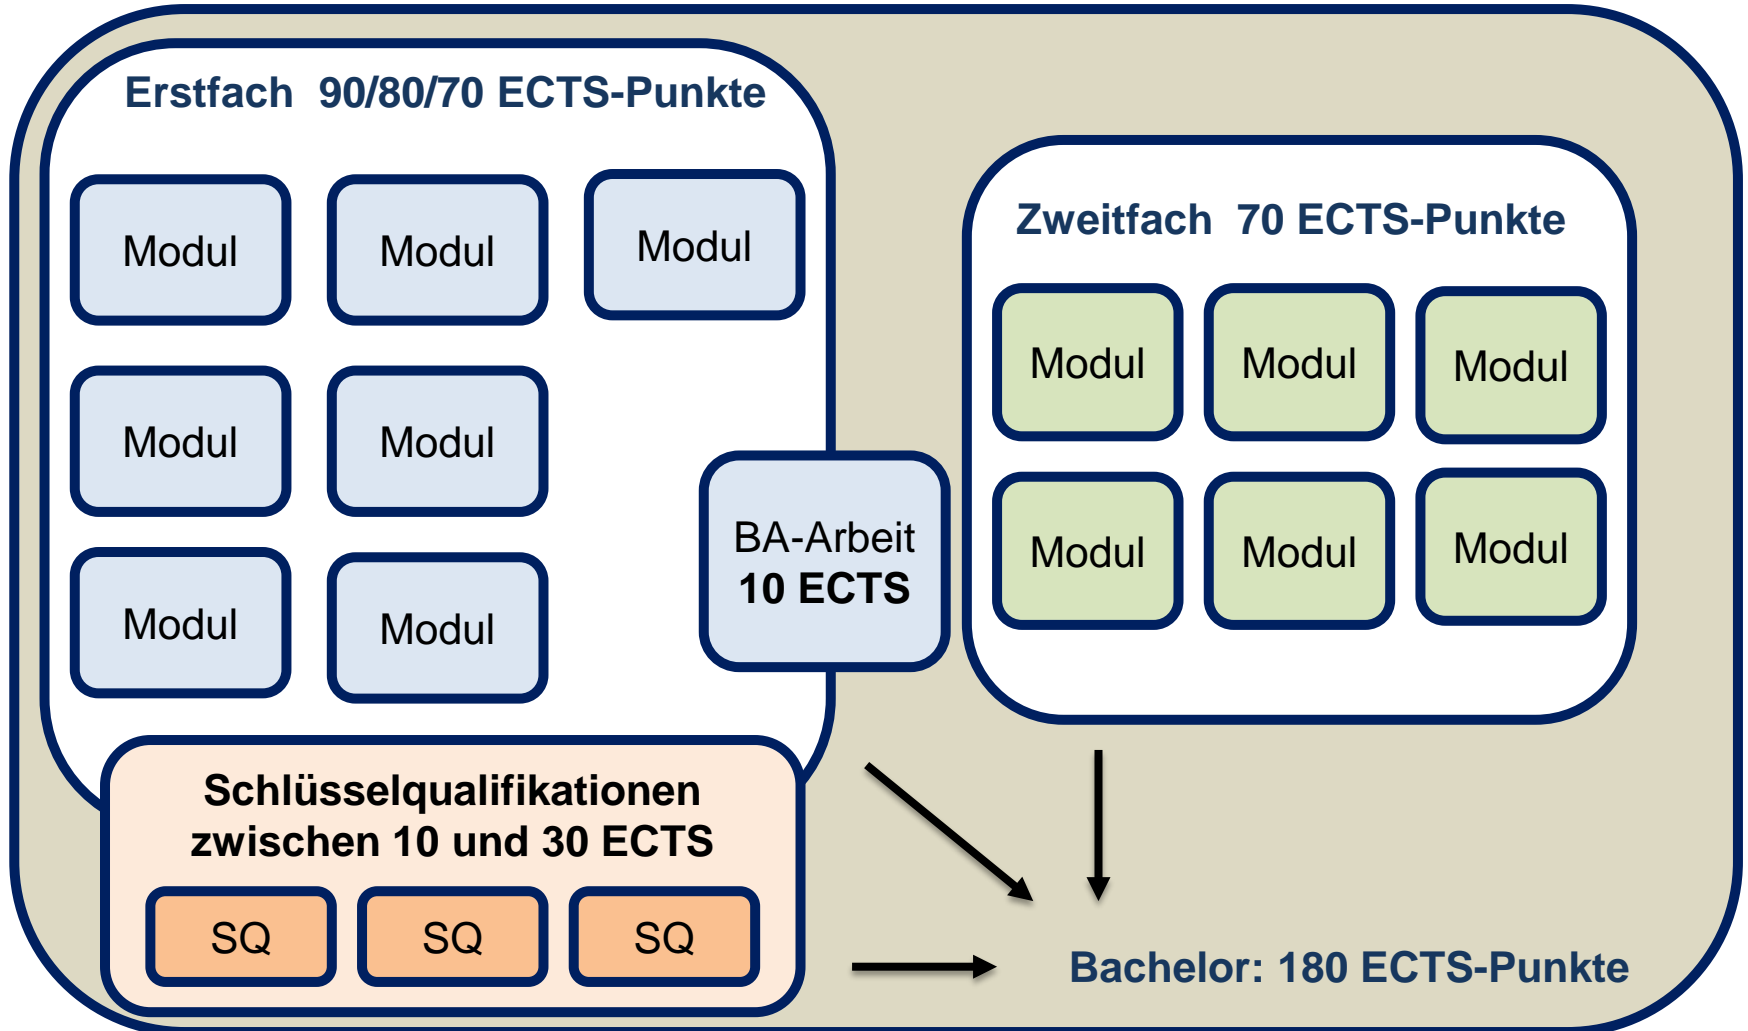 Erstfach 90/80/70 ECTS-Punkte
Modul
Modul
Modul
Modul
Modul
Modul
Modul
BA-Arbeit
10 ECTS
Schlüsselqualifikationen
zwischen 10 und 30 ECTS
SQ
SQ
SQ
Zweitfach 70 ECTS-Punkte
Modul
Modul
Modul
Modul
Modul
Modul
Bachelor: 180 ECTS-Punkte